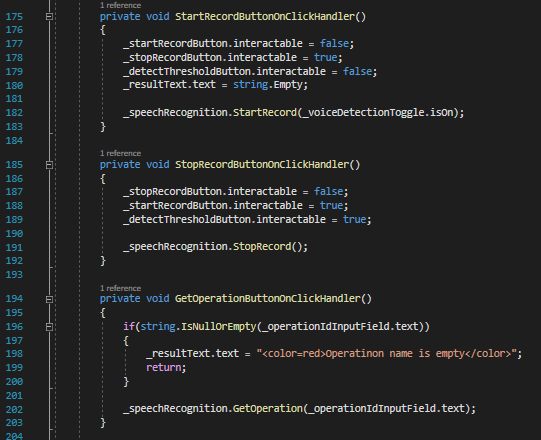 1 reference
175 private void StartRecordButtonOnClickHandler()
176 {
177 _startRecordButton.interactable = false;
178 _stopRecordButton.interactable = true;
179 _detectThresholdButton.interactable = false;
180 _resultText.text = string.Empty;
181
182 _speechRecognition.StartRecord(_voiceDetectionToggle.isOn);
183 }
184
1 reference
185 private void StopRecordButtonOnClickHandler()
186 {
187 _stopRecordButton.interactable = false;
188 _startRecordButton.interactable = true;
189 _detectThresholdButton.interactable = true;
190
191 _speechRecognition.StopRecord();
192 }
193
1 reference
194 private void GetOperationButtonOnClickHandler()
195 {
196 if(string.IsNullOrEmpty(_operationIdInputField.text))
197 {
198 _resultText.text = "<color=red>Operatinon name is empty</color>";
199 return;
200 }
201
202 _speechRecognition.GetOperation(_operationIdInputField.text);
203 }
204